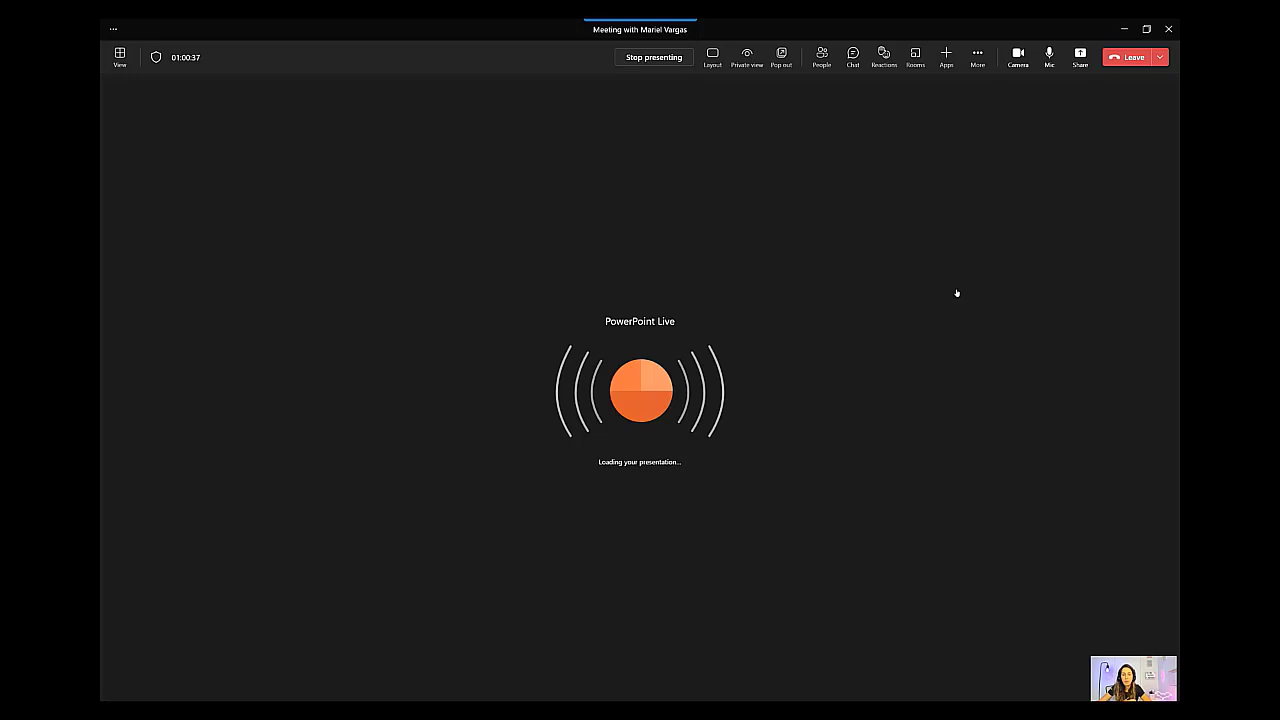 Meeting with Mariel Vargas
View
01:00:37
Stop presenting
Layout
Private view
Pop out
People
Chat
Reactions
Rooms
Apps
More
Camera
Mic
Share
Leave
PowerPoint Live
Loading your presentation...